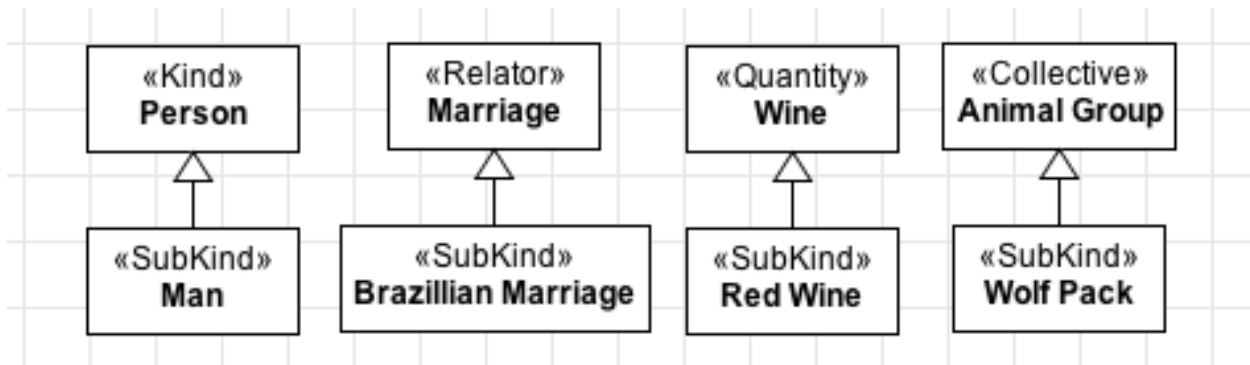 «Kind»
Person
«Relator»
Marriage
«Quantity»
Wine
«Collective»
Animal Group
«SubKind»
Man
«SubKind»
Brazillian Marriage
«SubKind»
Red Wine
«SubKind»
Wolf Pack